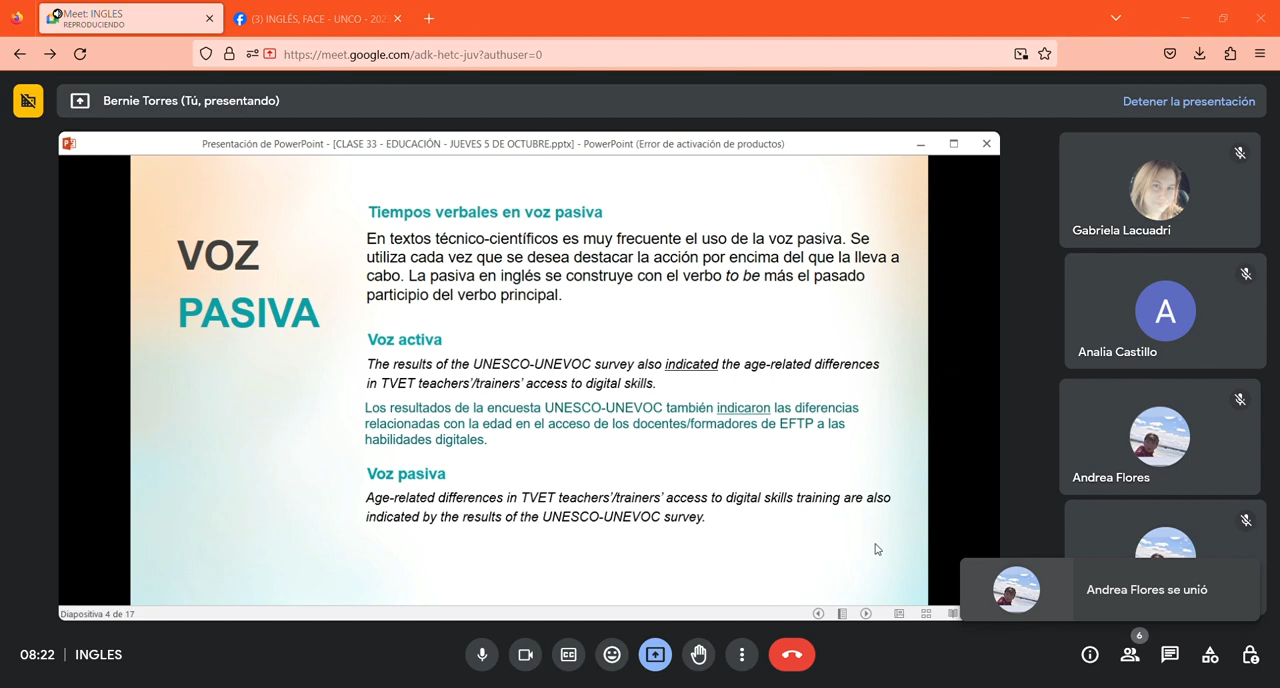 Meet: INGLES
REPRODUCIENDO
(3) INGLÉS, FACE - UNCO - 202
https://meet.google.com/adk-hetc-juv?authuser=0
Bernie Torres (Tú, presentando)
Detener la presentación
Presentación de PowerPoint - [CLASE 33 - EDUCACIÓN - JUEVES 5 DE OCTUBRE.pptx] - PowerPoint (Error de activación de productos)
VOZ
PASIVA
Tiempos verbales en voz pasiva
En textos técnico-científicos es muy frecuente el uso de la voz pasiva. Se
utiliza cada vez que se desea destacar la acción por encima del que la lleva a
cabo. La pasiva en inglés se construye con el verbo to be más el pasado
participio del verbo principal.
Voz activa
The results of the UNESCO-UNEVOC survey also indicated the age-related differences
in TVET teachers'/trainers' access to digital skills.
Los resultados de la encuesta UNESCO-UNEVOC también indicaron las diferencias
relacionadas con la edad en el acceso de los docentes/formadores de EFTP a las
habilidades digitales.
Voz pasiva
Age-related differences in TVET teachers'/trainers' access to digital skills training are also
indicated by the results of the UNESCO-UNEVOC survey.
Diapositiva 4 de 17
Gabriela Lacuadri
A
Analia Castillo
Andrea Flores
Andrea Flores se unió
08:22 | INGLES
6